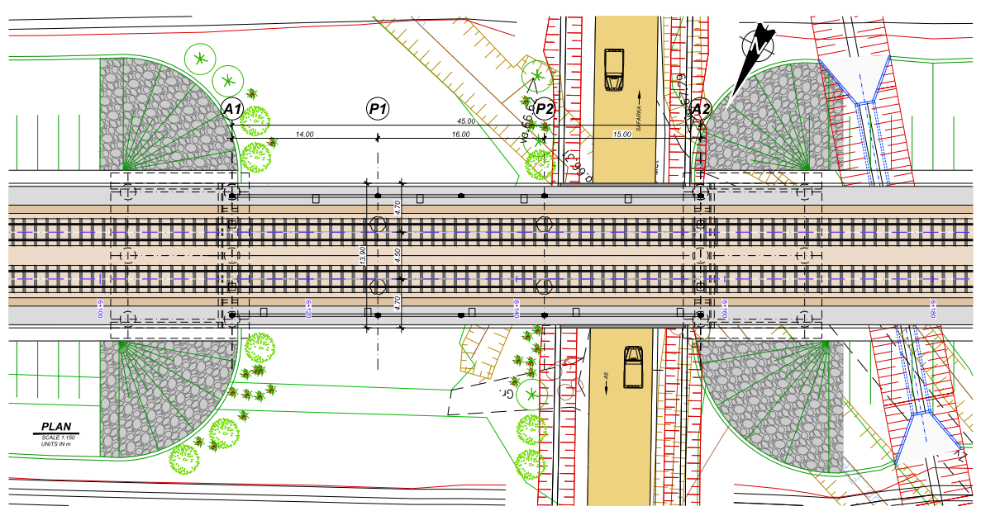 N
A1
P1
P2
A2
45.00
14.00
16.00
15.00
SAFARKA
4.70
13.90
4.50
4.70
6+100
6+120
6+140
6+160
6+180
A6
Gr.
PLAN
SCALE 1:150
UNITS IN m